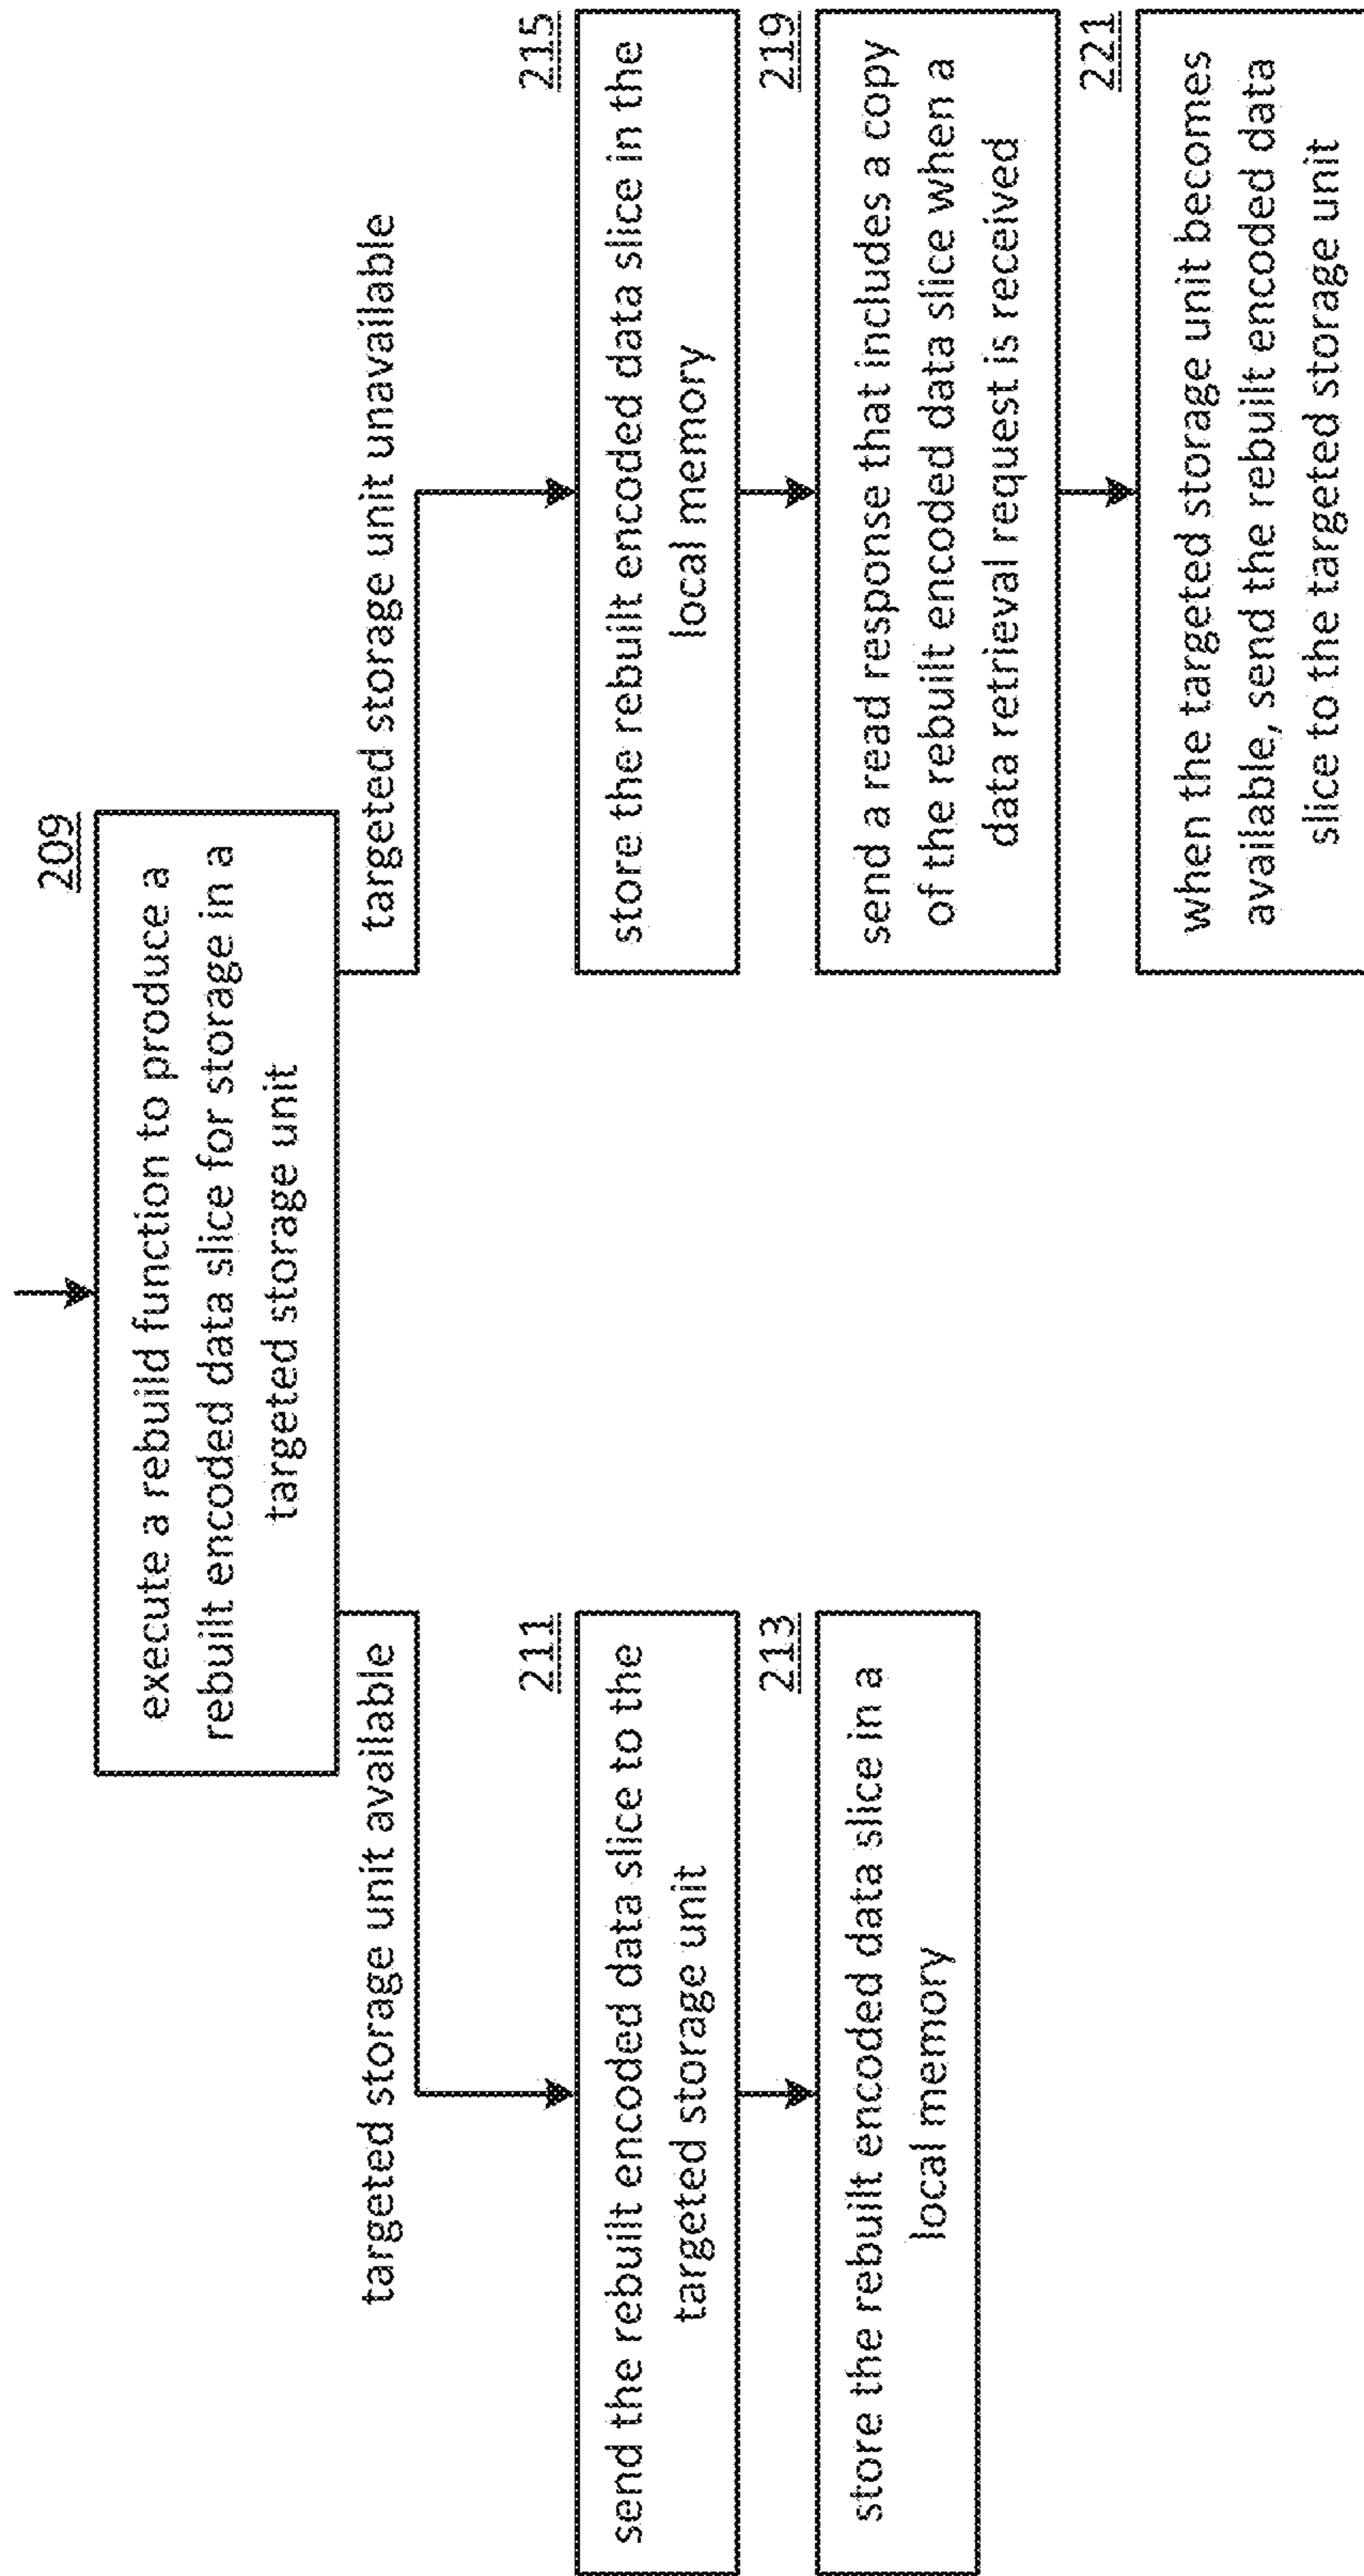 209
execute a rebuild function to produce a
rebuilt encoded data slice for storage in a
targeted storage unit
targeted storage unit available
targeted storage unit unavailable
211
send the rebuilt encoded data slice to the
targeted storage unit
213
store the rebuilt encoded data slice in a
local memory
215
store the rebuilt encoded data slice in the
local memory
219
send a read response that includes a copy
of the rebuilt encoded data slice when a
data retrieval request is received
221
when the targeted storage unit becomes
available, send the rebuilt encoded data
slice to the targeted storage unit